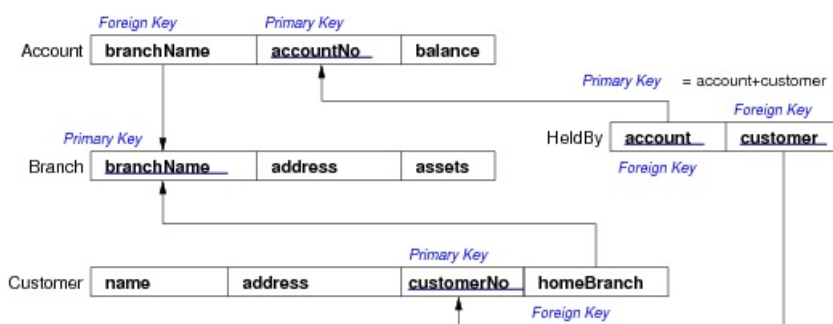 Foreign Key Primary Key
Account branchName accountNo balance
Primary Key = account+customer
Foreign Key
Primary Key
HeldBy account customer
Branch branchName address assets
Foreign Key
Primary Key
Customer name address customerNo homeBranch
Foreign Key